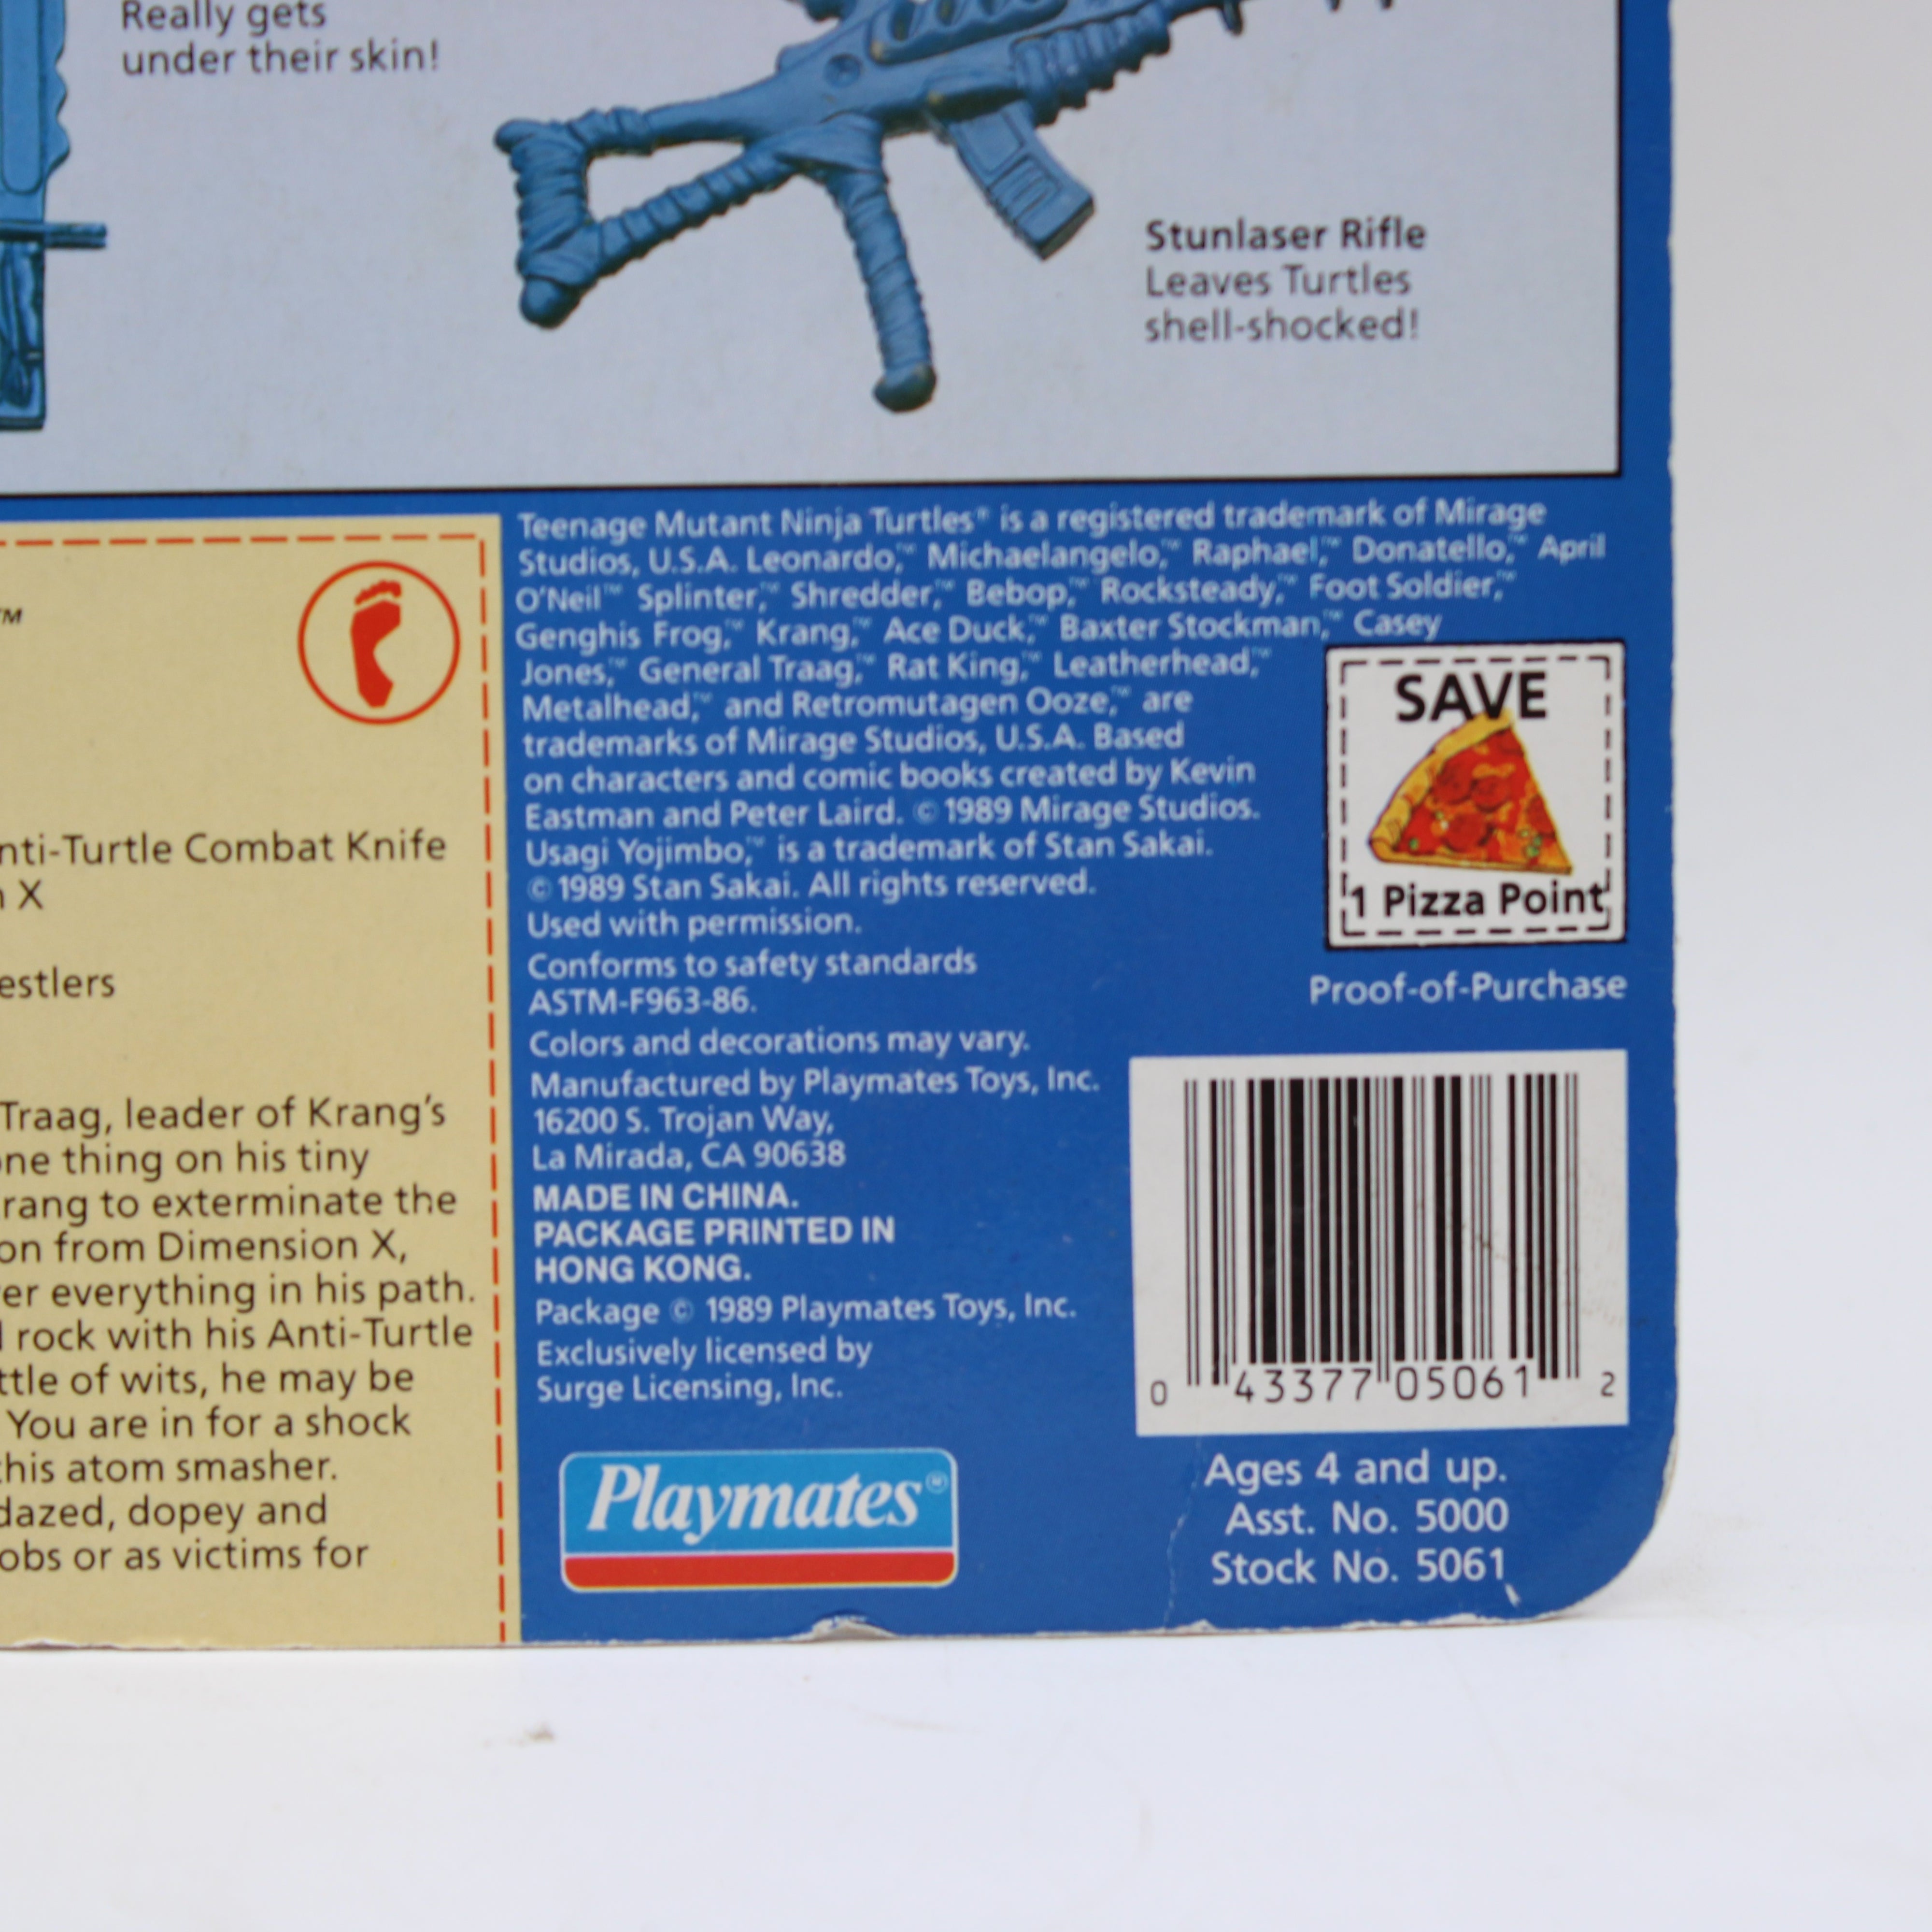 Really gets
under their skin!
Stunlaser Rifle
Leaves Turtles
shell-shocked!
TM
nti-Turtle Combat Knife
n X
estlers
Traag, leader of Krang's
one thing on his tiny
rang to exterminate the
on from Dimension X,
er everything in his path.
rock with his Anti-Turtle
ttle of wits, he may be
You are in for a shock
this atom smasher.
dazed, dopey and
obs or as victims for
Teenage Mutant Ninja Turtles® is a registered trademark of Mirage
Studios, U.S.A. Leonardo,™ Michaelangelo,™ Raphael,™ Donatello,™ April
O'Neil™ Splinter,™ Shredder,™ Bebop,™ Rocksteady,™ Foot Soldier,™
Genghis Frog,™ Krang,™ Ace Duck,™ Baxter Stockman,™ Casey
Jones,™ General Traag,™ Rat King,™ Leatherhead,™
Metalhead,™ and Retromutagen Ooze,™ are
trademarks of Mirage Studios, U.S.A. Based
on characters and comic books created by Kevin
Eastman and Peter Laird. © 1989 Mirage Studios.
Usagi Yojimbo,™ is a trademark of Stan Sakai.
© 1989 Stan Sakai. All rights reserved.
Used with permission.
Conforms to safety standards
ASTM-F963-86.
Colors and decorations may vary.
Manufactured by Playmates Toys, Inc.
16200 S. Trojan Way,
La Mirada, CA 90638
MADE IN CHINA.
PACKAGE PRINTED IN
HONG KONG.
Package © 1989 Playmates Toys, Inc.
Exclusively licensed by
Surge Licensing, Inc.
Playmates®
SAVE
1 Pizza Point
Proof-of-Purchase
0 43377 05061 2
Ages 4 and up.
Asst. No. 5000
Stock No. 5061